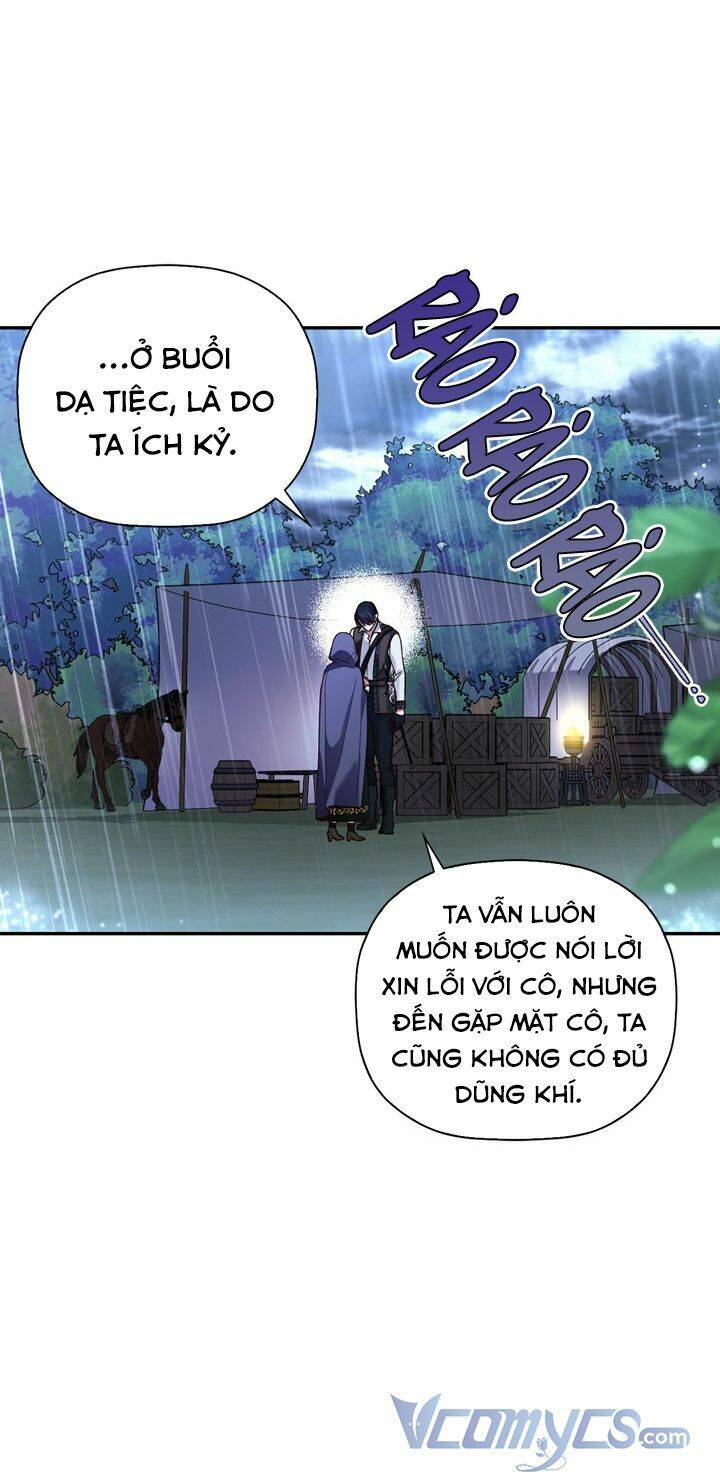 ...Ở BUỔI
DẠ TIỆC, LÀ DO
TA ÍCH KỶ.
RÀO RÀO RÀO RÀO
TA VẪN LUÔN
MUỐN ĐƯỢC NÓI LỜI
XIN LỖI VỚI CÔ, NHƯNG
ĐẾN GẶP MẶT CÔ, TA
CŨNG KHÔNG CÓ ĐỦ
DŨNG KHÍ.
VCOMYCS.com